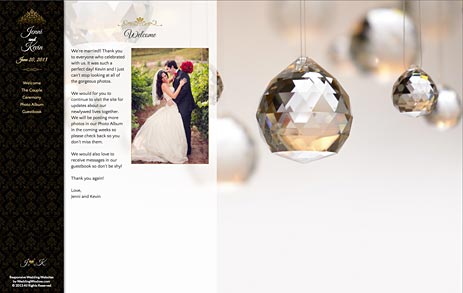 Jenni
and
Kevin
June 20, 2013
Welcome
The Couple
Ceremony
Photo Album
Guestbook
J and K
Responsive Wedding Websites
by WeddingWindow.com
© 2013 All Rights Reserved.
Welcome
We're married! Thank you
to everyone who celebrated
with us. It was such a
perfect day! Kevin and I just
can't stop looking at all of
the gorgeous photos.
We would for you to
continue to visit the site for
updates about our
newlywed lives together.
We will be posting more
photos in our Photo Album
in the coming weeks so
please check back so you
don't miss them.
We would also love to
receive messages in our
guestbook so don't be shy!
Thank you again!
Love,
Jenni and Kevin